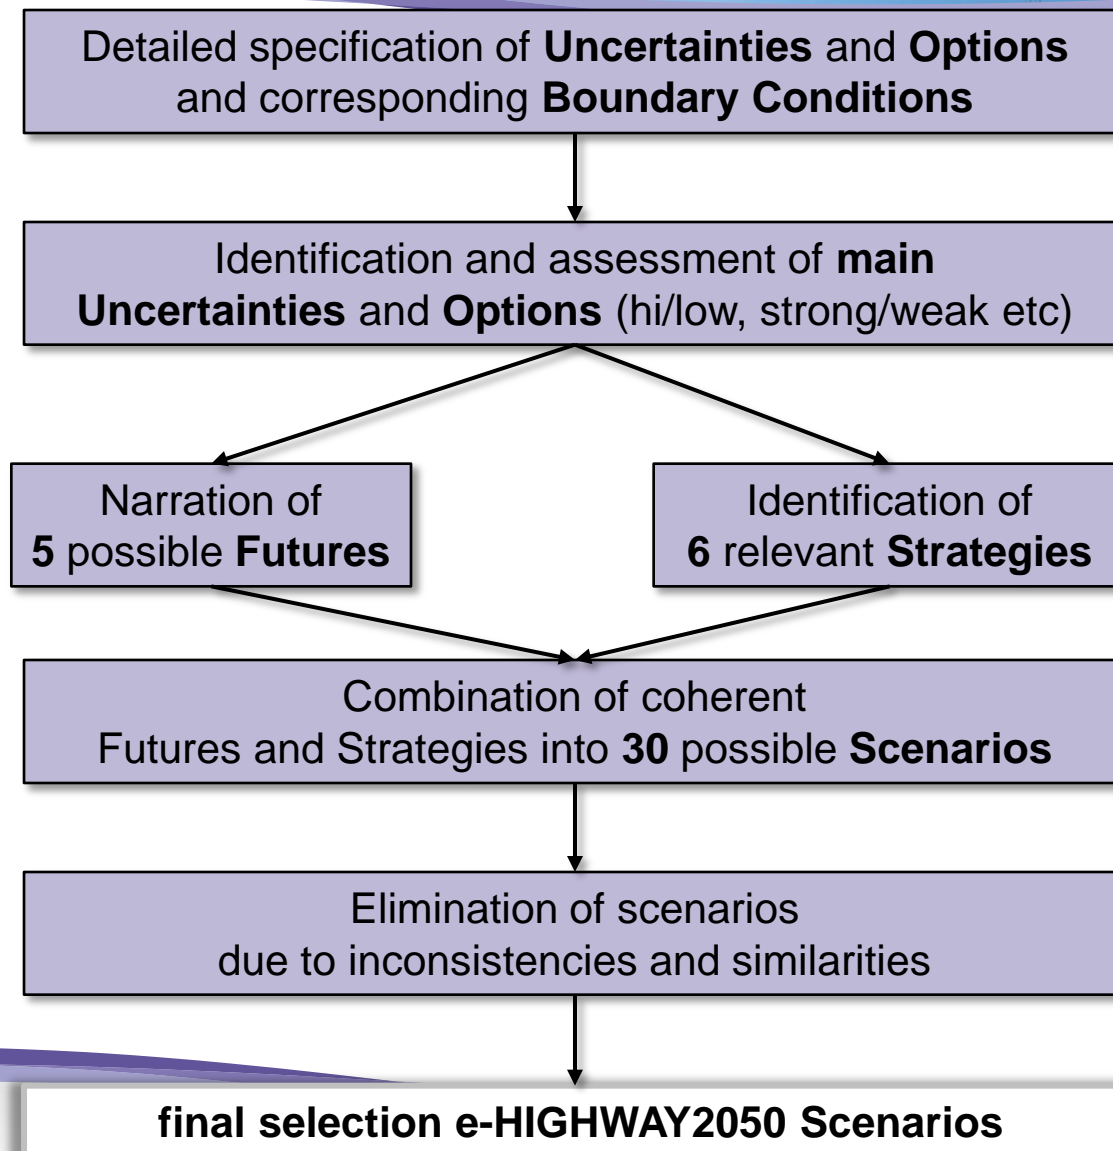 Detailed specification of Uncertainties and Options
and corresponding Boundary Conditions
Identification and assessment of main
Uncertainties and Options (hi/low, strong/weak etc)
Narration of
5 possible Futures
Identification of
6 relevant Strategies
Combination of coherent
Futures and Strategies into 30 possible Scenarios
Elimination of scenarios
due to inconsistencies and similarities
final selection e-HIGHWAY2050 Scenarios